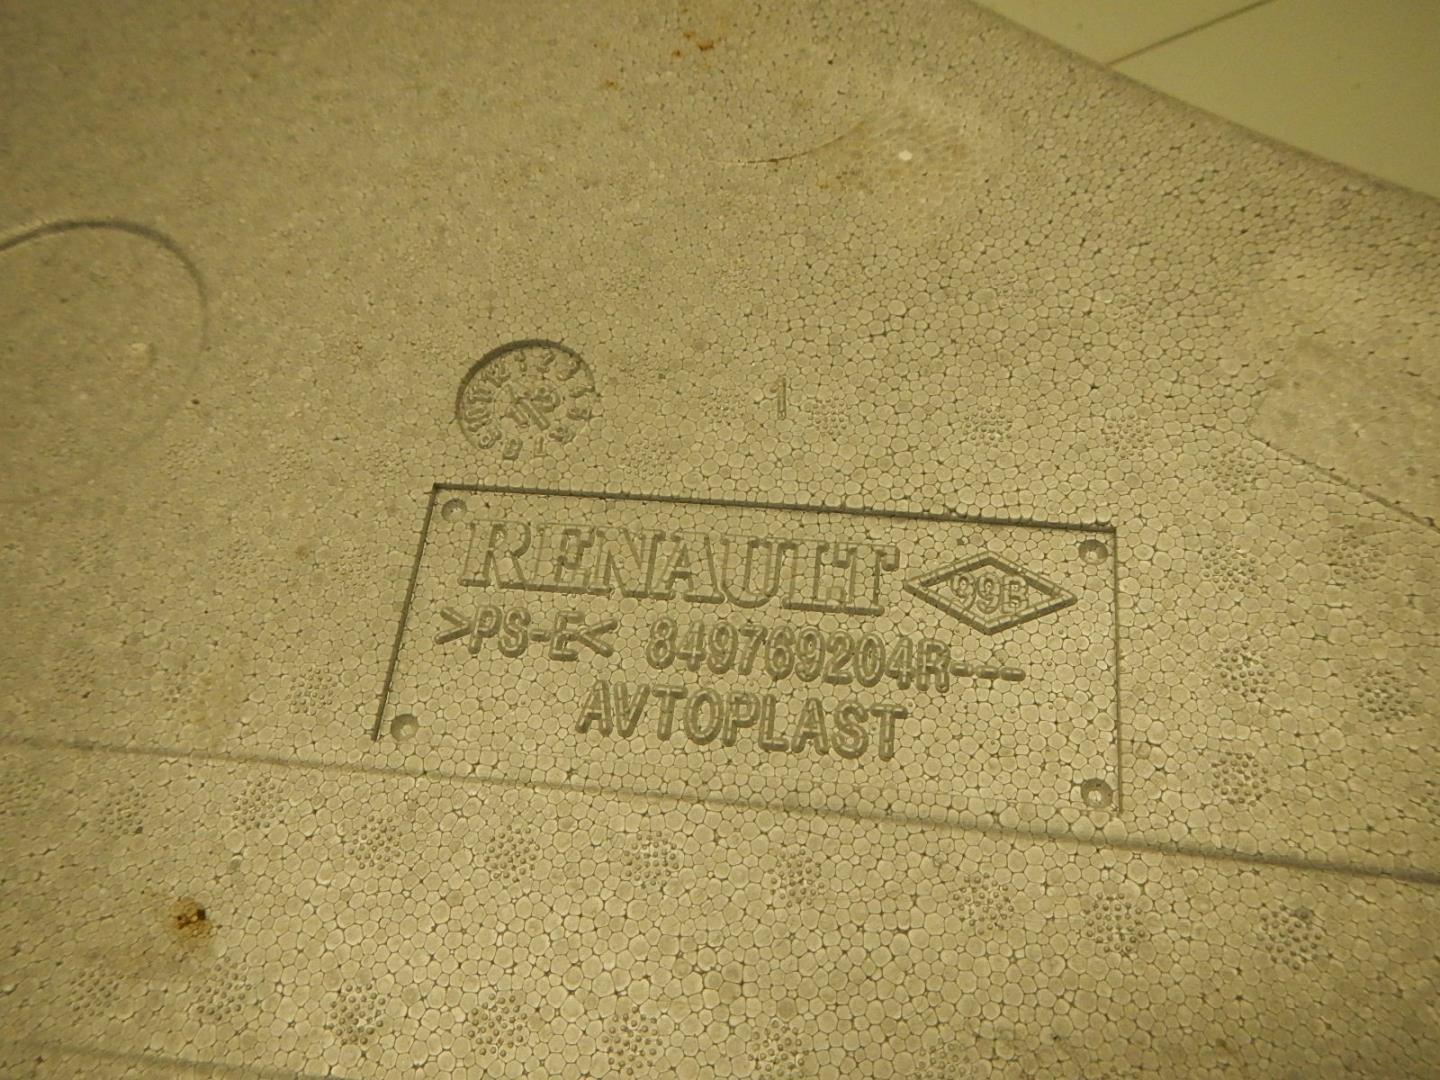 1
RENAULT 99B
>PS-E< 849769204R----
AVTOPLAST